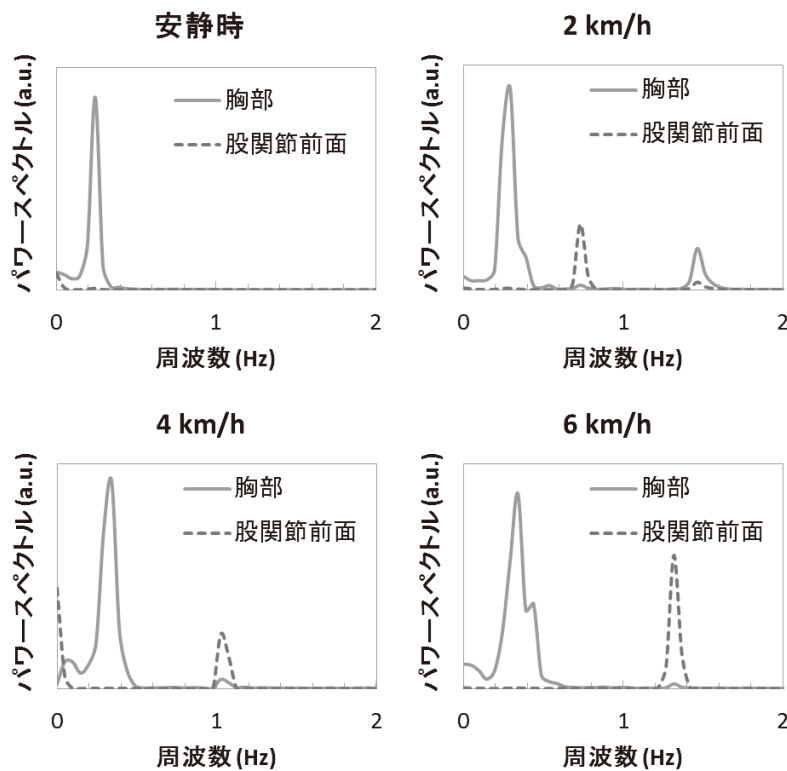 安静時
パワースペクトル (a.u.)
胸部
股関節前面
0 1 2
周波数 (Hz)
2 km/h
パワースペクトル (a.u.)
胸部
股関節前面
0 1 2
周波数 (Hz)
4 km/h
パワースペクトル (a.u.)
胸部
股関節前面
0 1 2
周波数 (Hz)
6 km/h
パワースペクトル (a.u.)
胸部
股関節前面
0 1 2
周波数 (Hz)